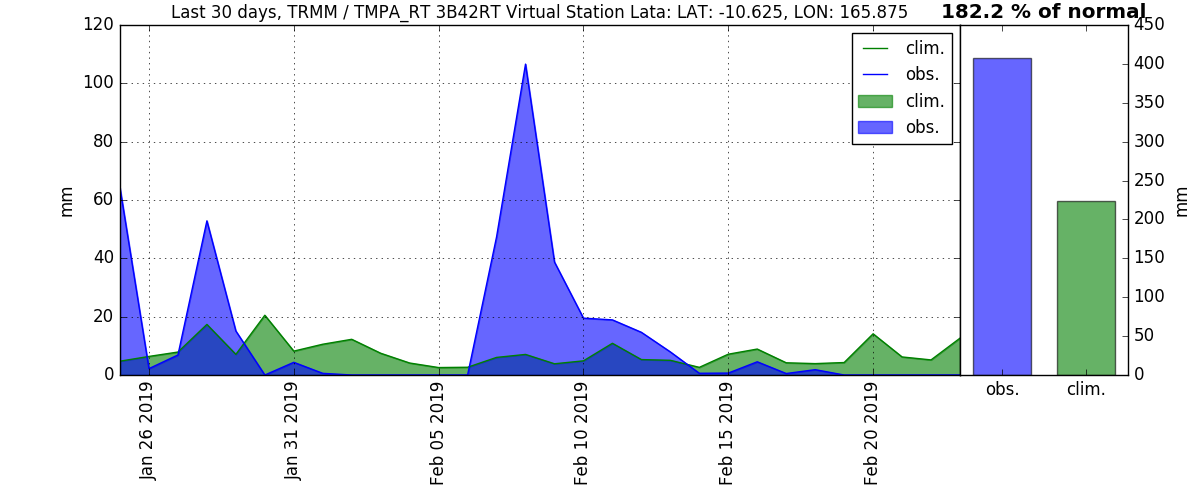 Last 30 days, TRMM / TMPA_RT 3B42RT Virtual Station Lata: LAT: -10.625, LON: 165.875
182.2 % of normal
120
100
80
60
40
20
0
mm
clim.
obs.
clim.
obs.
Jan 26 2019
Jan 31 2019
Feb 05 2019
Feb 10 2019
Feb 15 2019
Feb 20 2019
450
400
350
300
250
200
150
100
50
0
mm
obs.
clim.